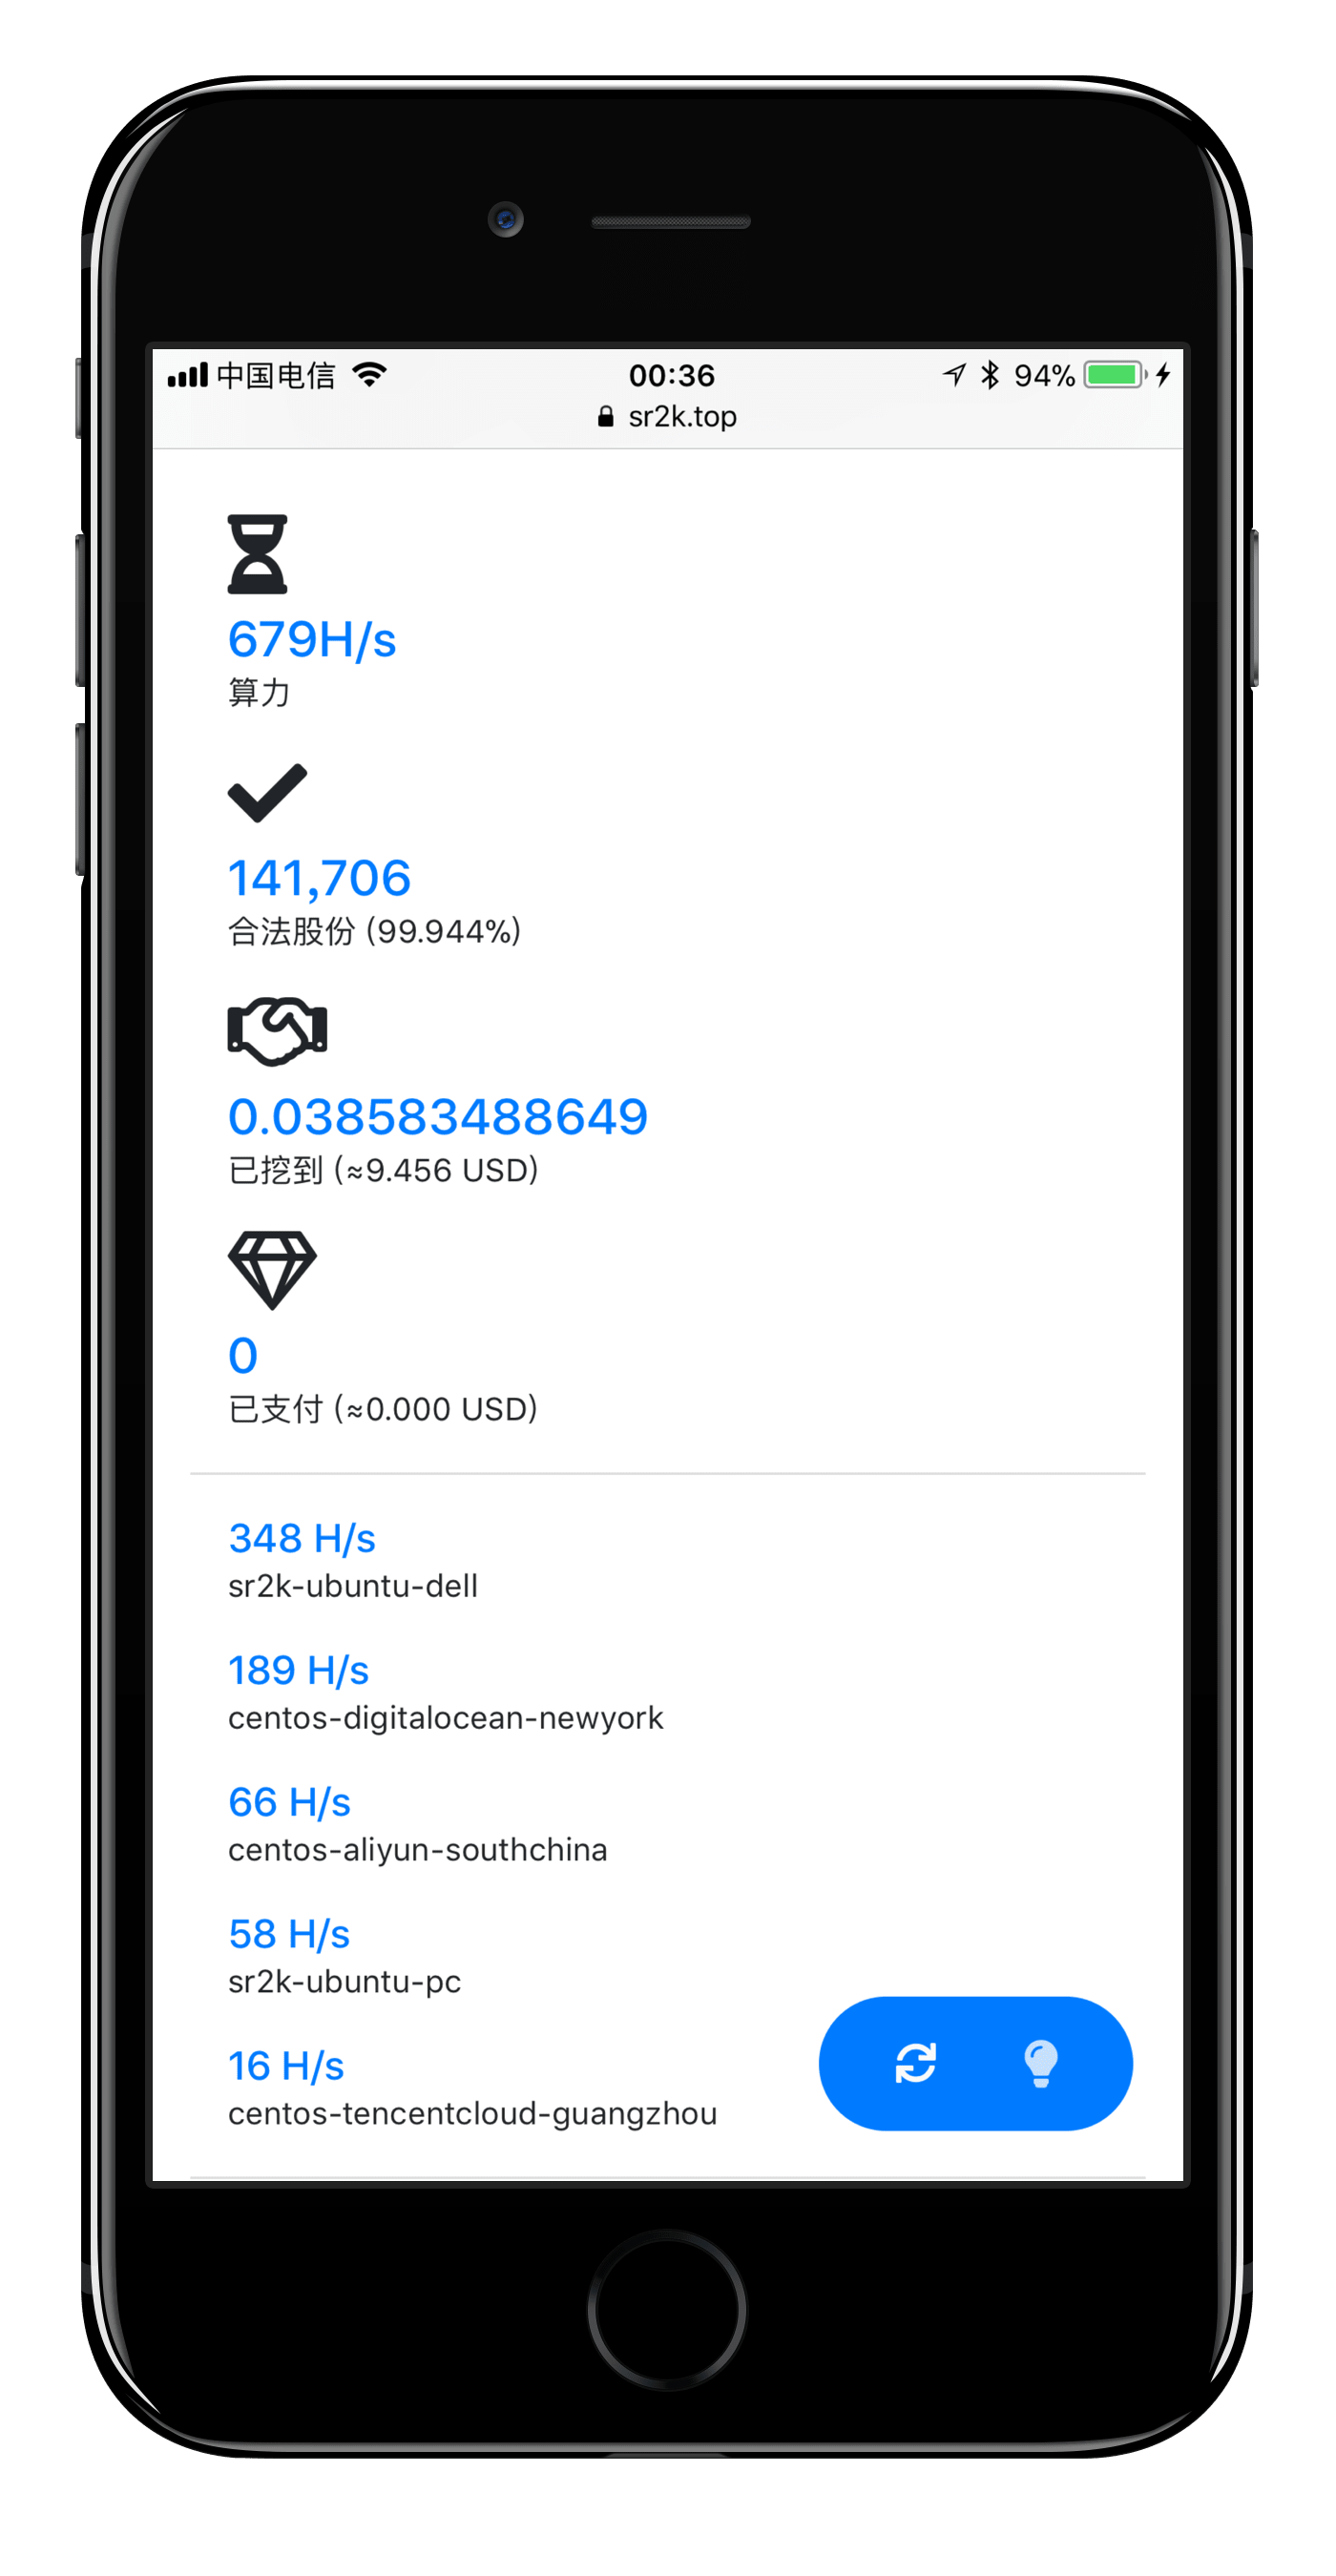 中国电信 00:36 94%
sr2k.top
679H/s
算力
141,706
合法股份 (99.944%)
0.038583488649
已挖到 (≈9.456 USD)
0
已支付 (≈0.000 USD)
348 H/s
sr2k-ubuntu-dell
189 H/s
centos-digitalocean-newyork
66 H/s
centos-aliyun-southchina
58 H/s
sr2k-ubuntu-pc
16 H/s
centos-tencentcloud-guangzhou